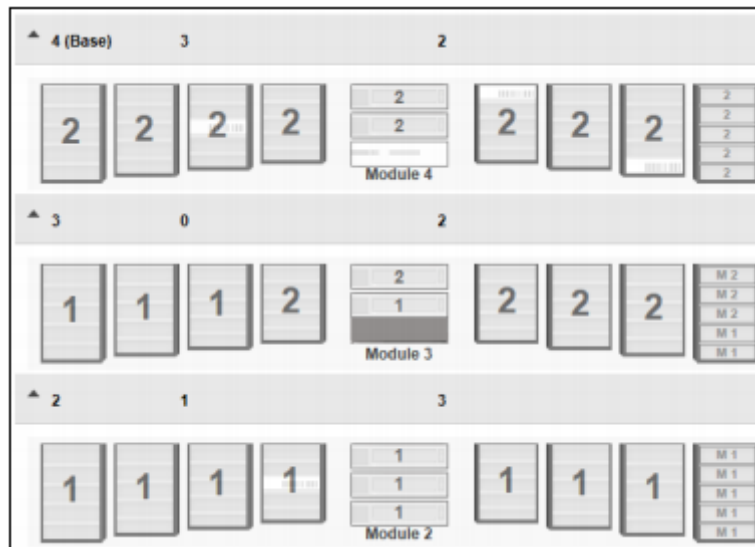 4 (Base) 3 2
2 2 2 2 2 2 2 2
2
2
2
2
2
2
Module 4
3 0 2
1 1 1 2 2 2 2 2
1
M 2
M 2
M 2
M 1
M 1
Module 3
2 1 3
1 1 1 1 1 1 1 1
1
1
M 1
M 1
M 1
M 1
M 1
Module 2